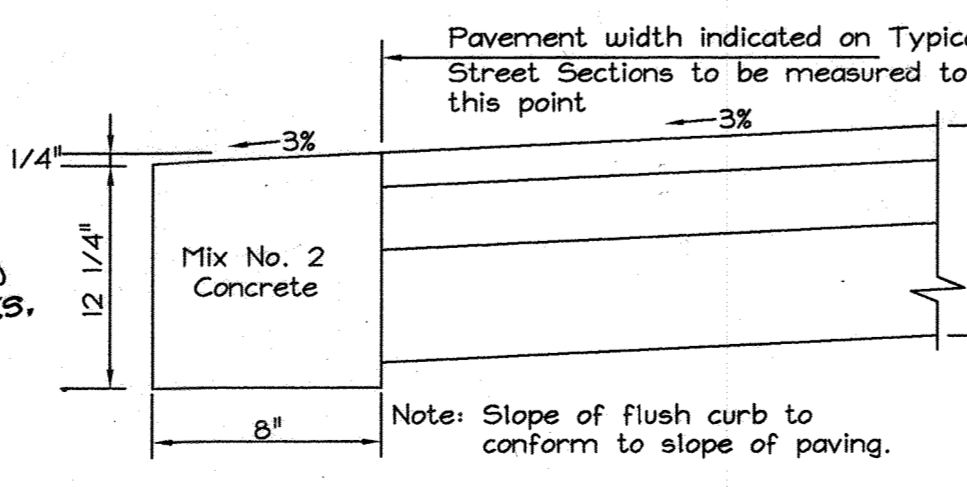 Pavement width indicated on
Street Sections to be measured to
this point
3%
3%
1/4"
12 1/4"
Mix No. 2
Concrete
8"
Note: Slope of flush curb to
conform to slope of paving.